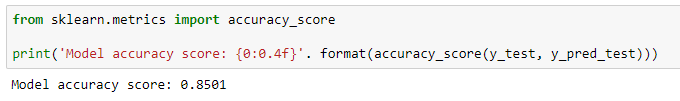 from sklearn.metrics import accuracy_score
print('Model accuracy score: {0:0.4f}'. format(accuracy_score(y_test, y_pred_test)))
Model accuracy score: 0.8501